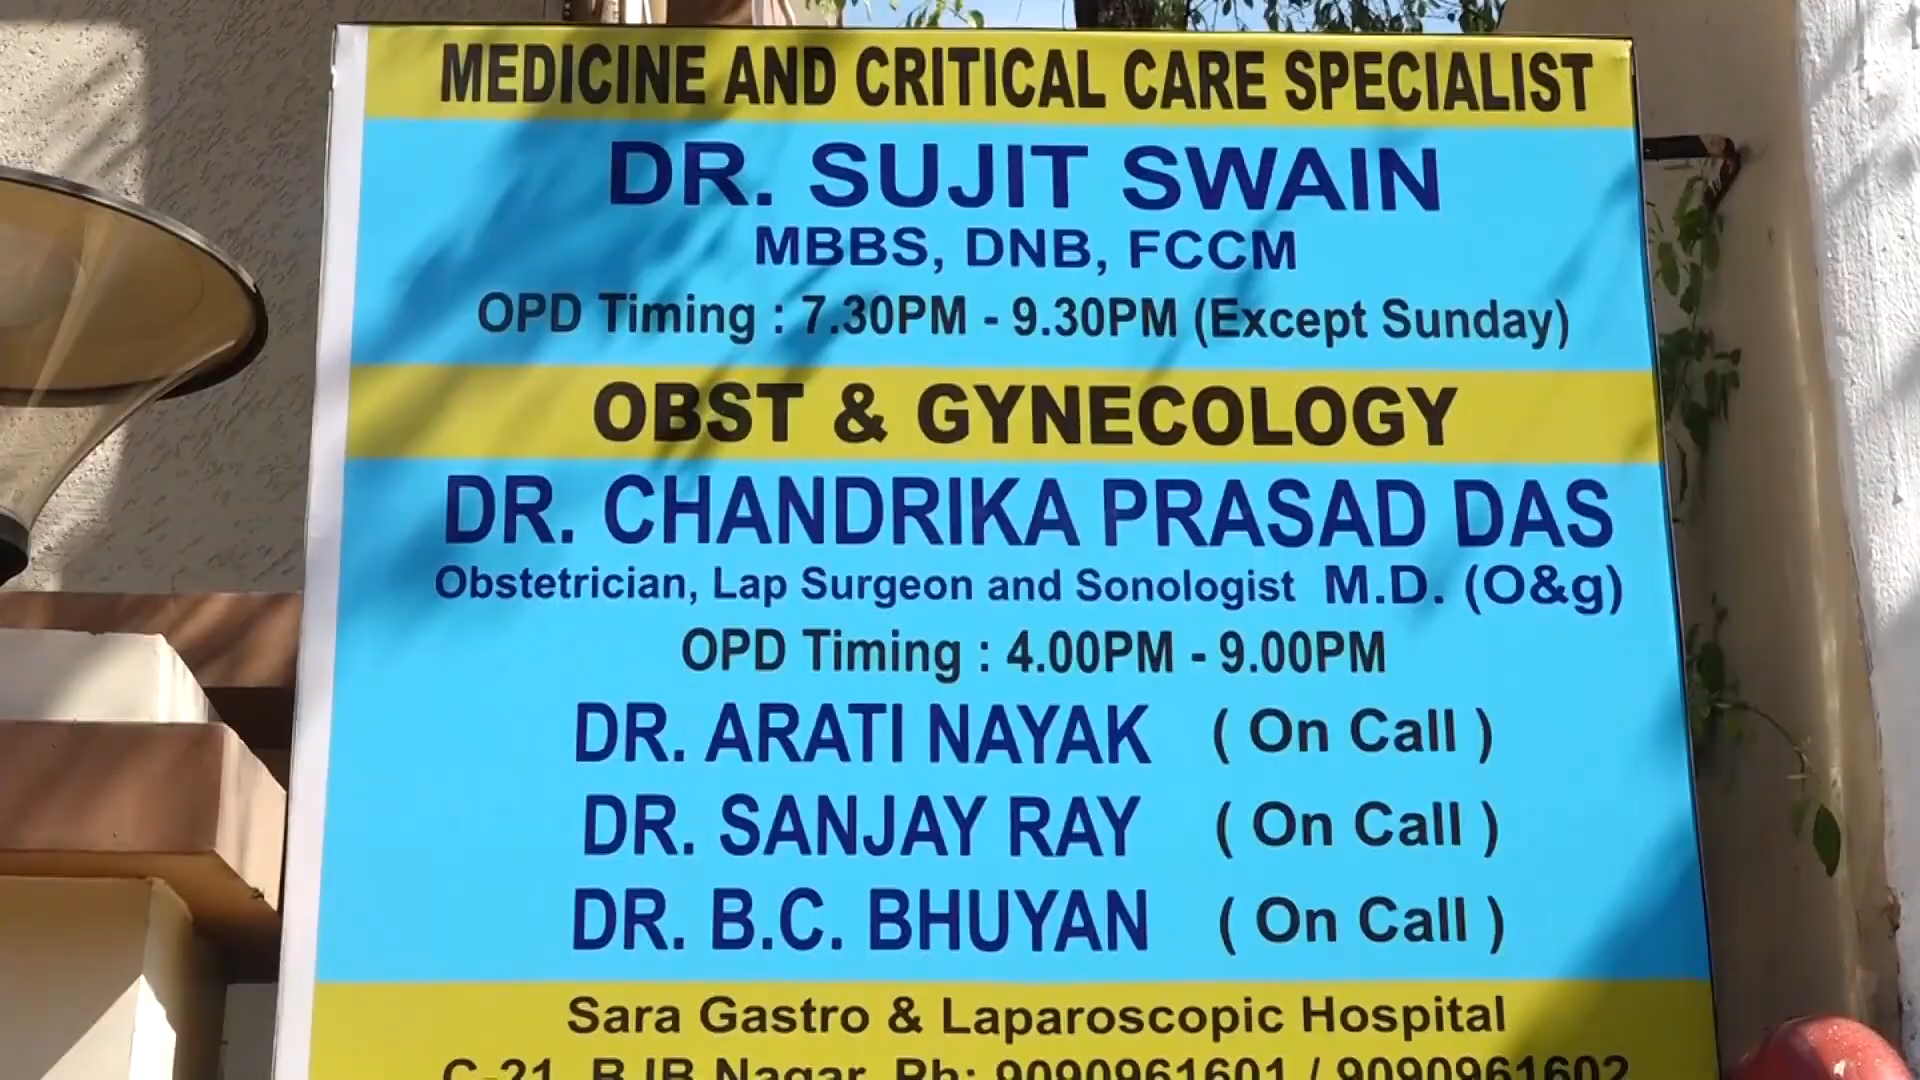 MEDICINE AND CRITICAL CARE SPECIALIST
DR. SUJIT SWAIN
MBBS, DNB, FCCM
OPD Timing : 7.30PM - 9.30PM (Except Sunday)
OBST & GYNECOLOGY
DR. CHANDRIKA PRASAD DAS
Obstetrician, Lap Surgeon and Sonologist M.D. (O&g)
OPD Timing : 4.00PM - 9.00PM
DR. ARATI NAYAK ( On Call )
DR. SANJAY RAY ( On Call )
DR. B.C. BHUYAN ( On Call )
Sara Gastro & Laparoscopic Hospital
C-21, BJB Nagar, Ph: 9090961601 / 9090961602